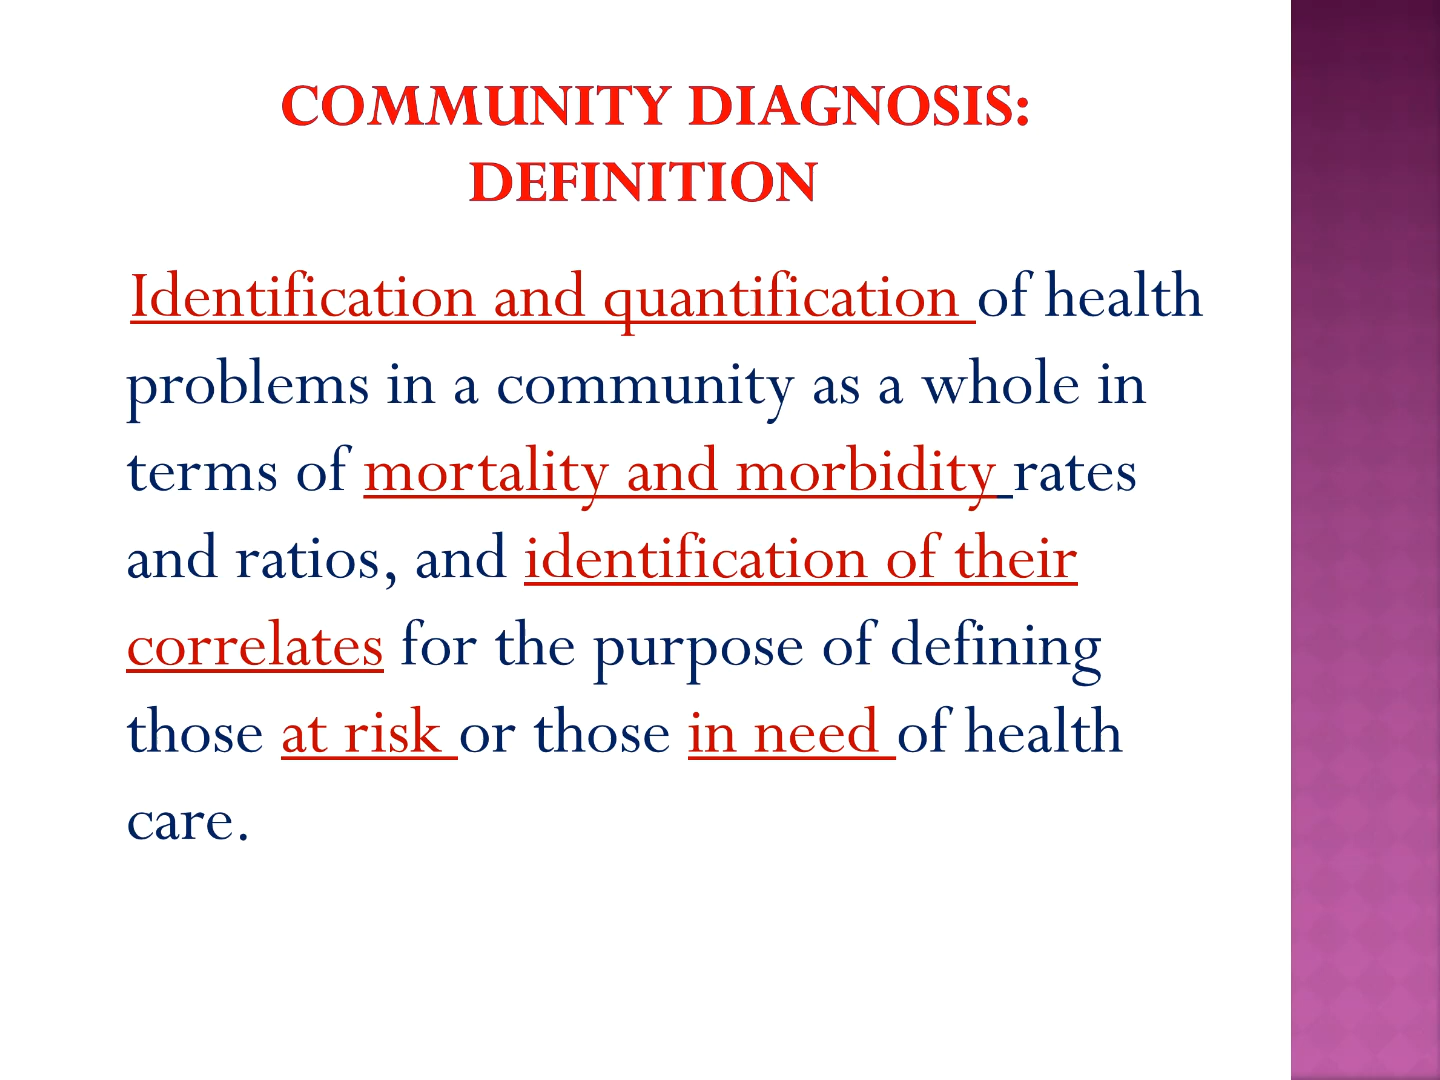 COMMUNITY DIAGNOSIS:
DEFINITION
Identification and quantification of health
problems in a community as a whole in
terms of mortality and morbidity rates
and ratios, and identification of their
correlates for the purpose of defining
those at risk or those in need of health
care.